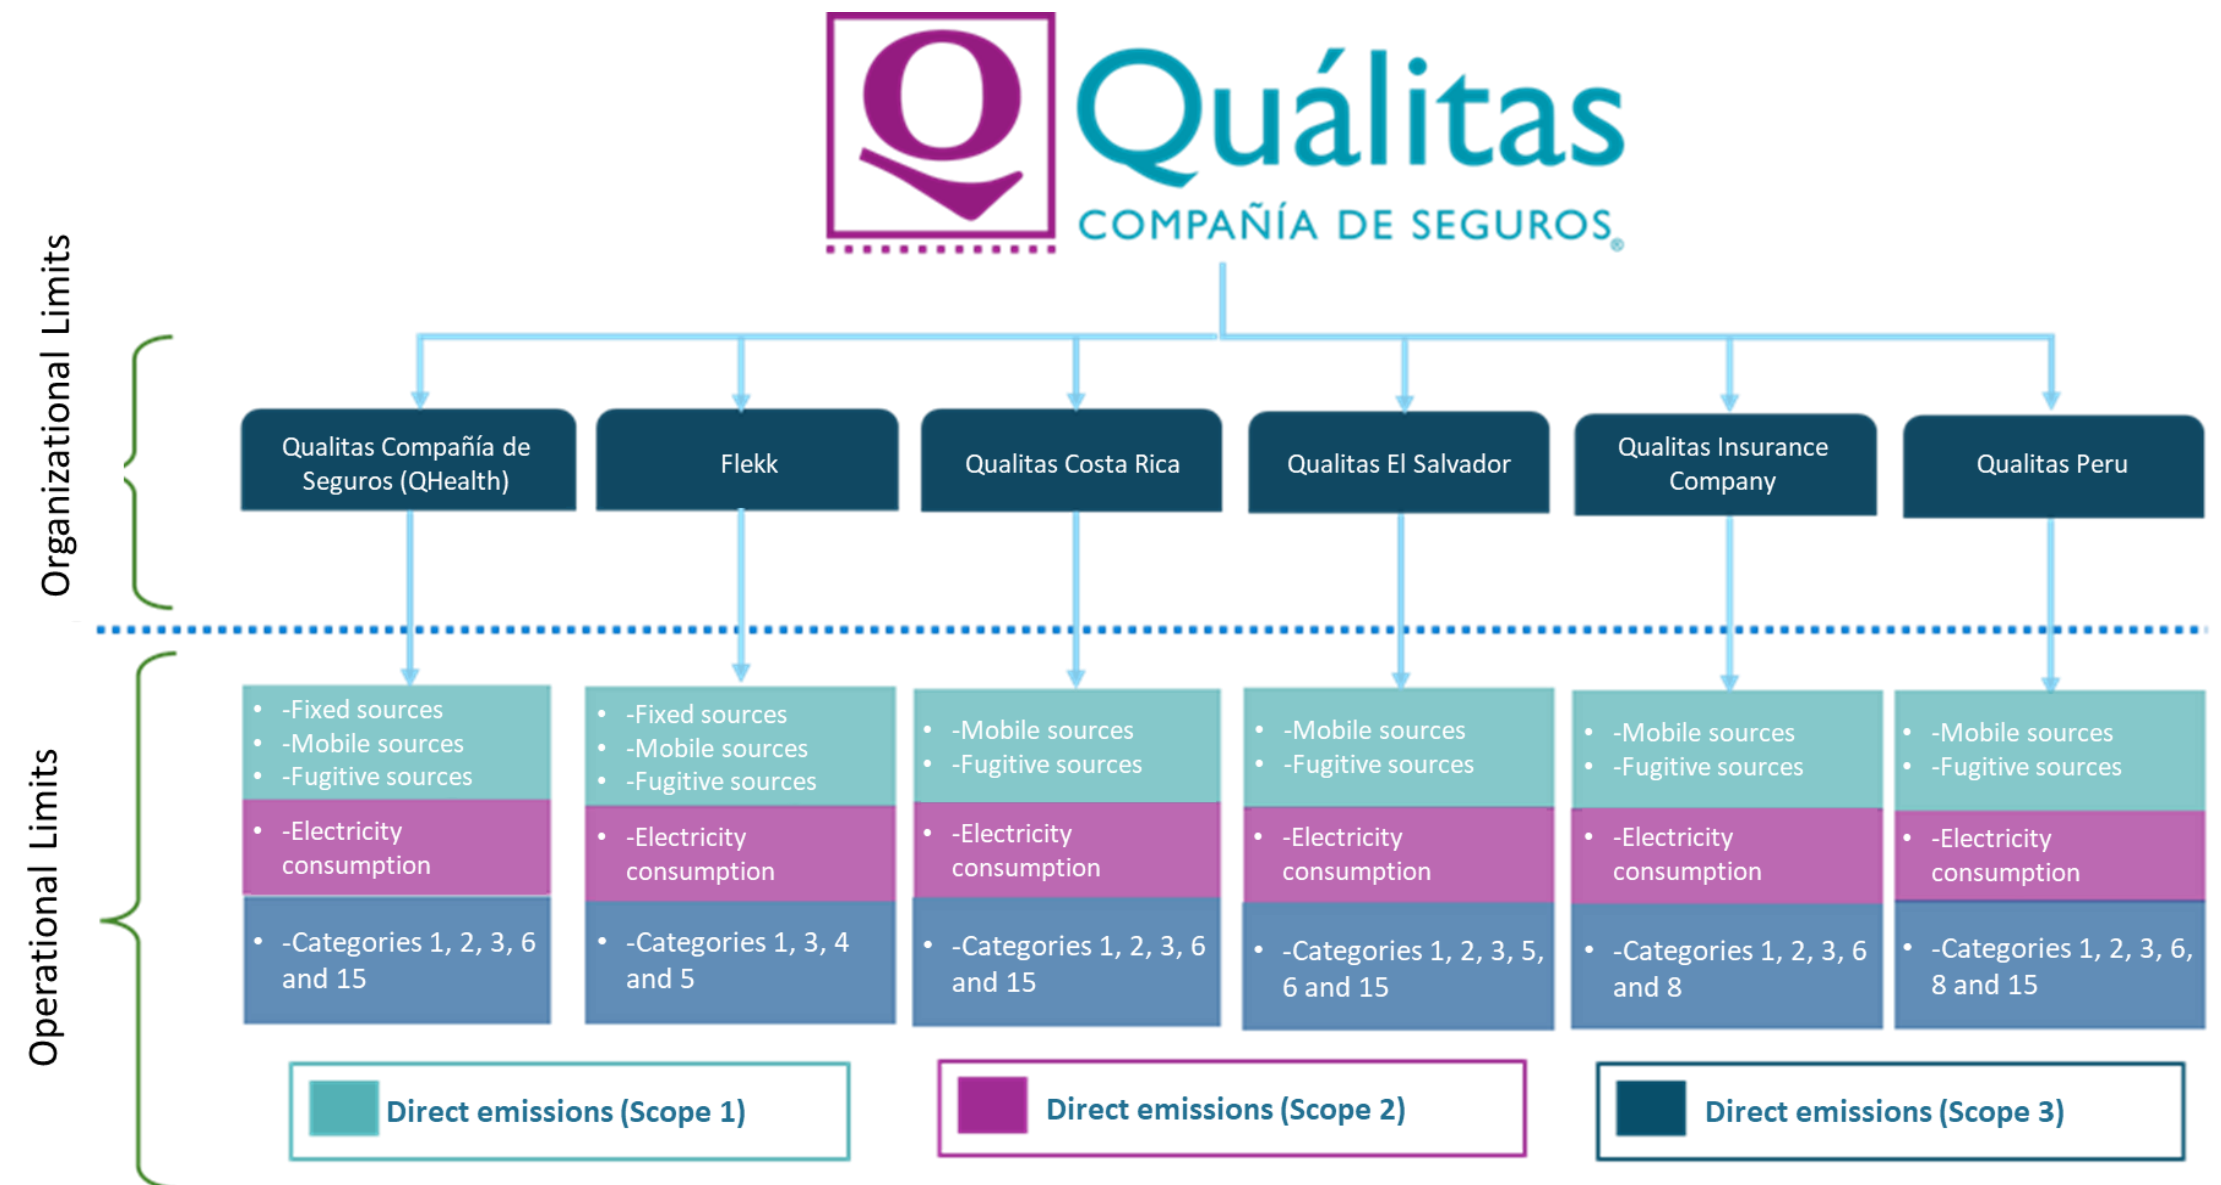 Q
Quálitas
COMPAÑÍA DE SEGUROS®
Organizational Limits
Qualitas Compañía de
Seguros (QHealth)
Flekk
Qualitas Costa Rica
Qualitas El Salvador
Qualitas Insurance
Company
Qualitas Peru
Operational Limits
• -Fixed sources
• -Mobile sources
• -Fugitive sources
• -Electricity
consumption
• -Categories 1, 2, 3, 6
and 15
• -Fixed sources
• -Mobile sources
• -Fugitive sources
• -Electricity
consumption
• -Categories 1, 3, 4
and 5
• -Mobile sources
• -Fugitive sources
• -Electricity
consumption
• -Categories 1, 2, 3, 6
and 15
• -Mobile sources
• -Fugitive sources
• -Electricity
consumption
• -Categories 1, 2, 3, 5,
6 and 15
• -Mobile sources
• -Fugitive sources
• -Electricity
consumption
• -Categories 1, 2, 3, 6
and 8
• -Mobile sources
• -Fugitive sources
• -Electricity
consumption
• -Categories 1, 2, 3, 6,
8 and 15
Direct emissions (Scope 1)
Direct emissions (Scope 2)
Direct emissions (Scope 3)